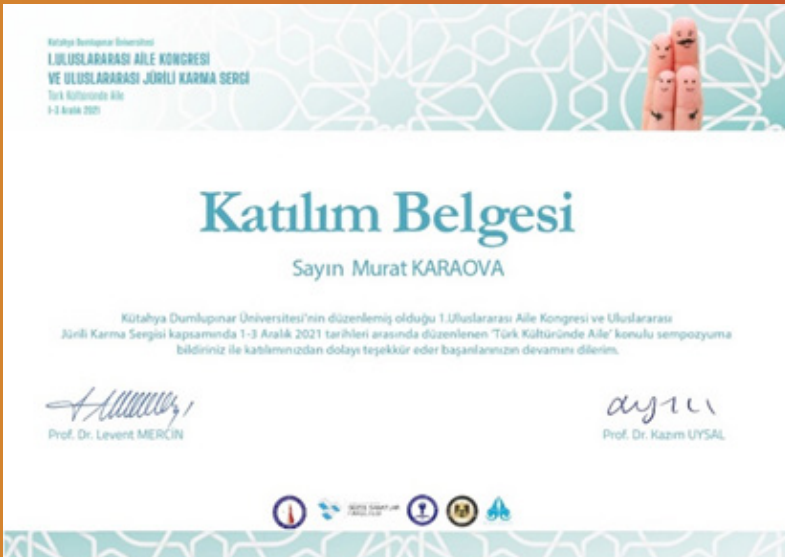 Kütahya Dumlupınar Üniversitesi
I.ULUSLARARASI AİLE KONGRESİ
VE ULUSLARARASI JÜRİLİ KARMA SERGİ
Türk Kültüründe Aile
1-3 Aralık 2021
Katılım Belgesi
Sayın Murat KARAOVA
Kütahya Dumlupınar Üniversitesi'nin düzenlemiş olduğu 1.Uluslararası Aile Kongresi ve Uluslararası
Jürili Karma Sergisi kapsamında 1-3 Aralık 2021 tarihleri arasında düzenlenen 'Türk Kültüründe Aile' konulu sempozyuma
bildiriniz ile katılımınızdan dolayı teşekkür eder başarılarınızın devamını dilerim.
Prof. Dr. Levent MERCİN
Prof. Dr. Kazım UYSAL
GÜZEL SANATLAR
FAKÜLTESİ